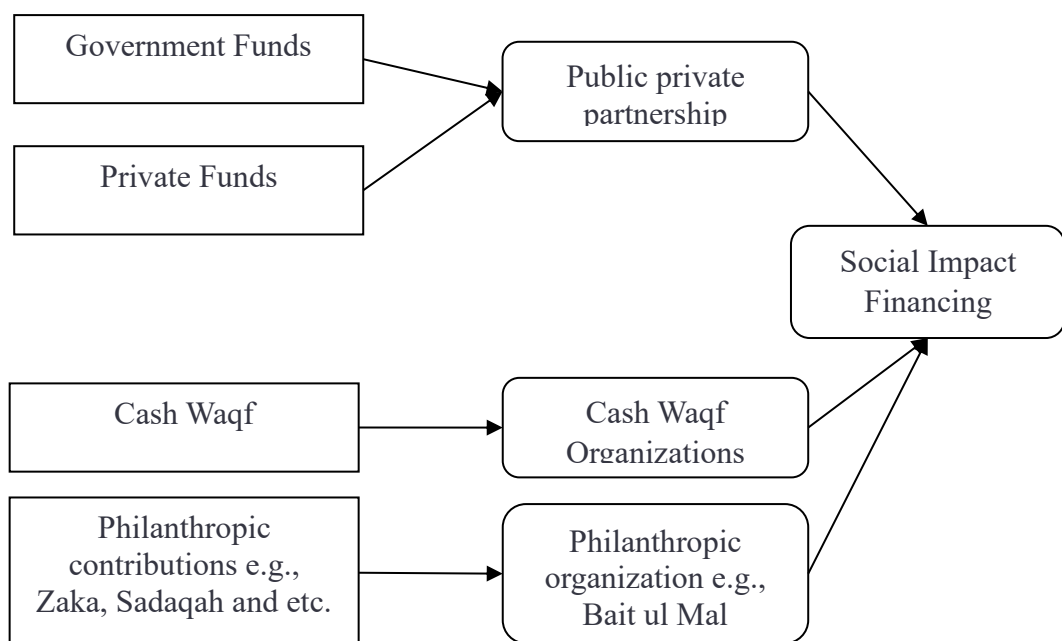 Government Funds
Public private
partnership
Private Funds
Social Impact
Financing
Cash Waqf
Cash Waqf
Organizations
Philanthropic
contributions e.g.,
Zaka, Sadaqah and etc.
Philanthropic
organization e.g.,
Bait ul Mal